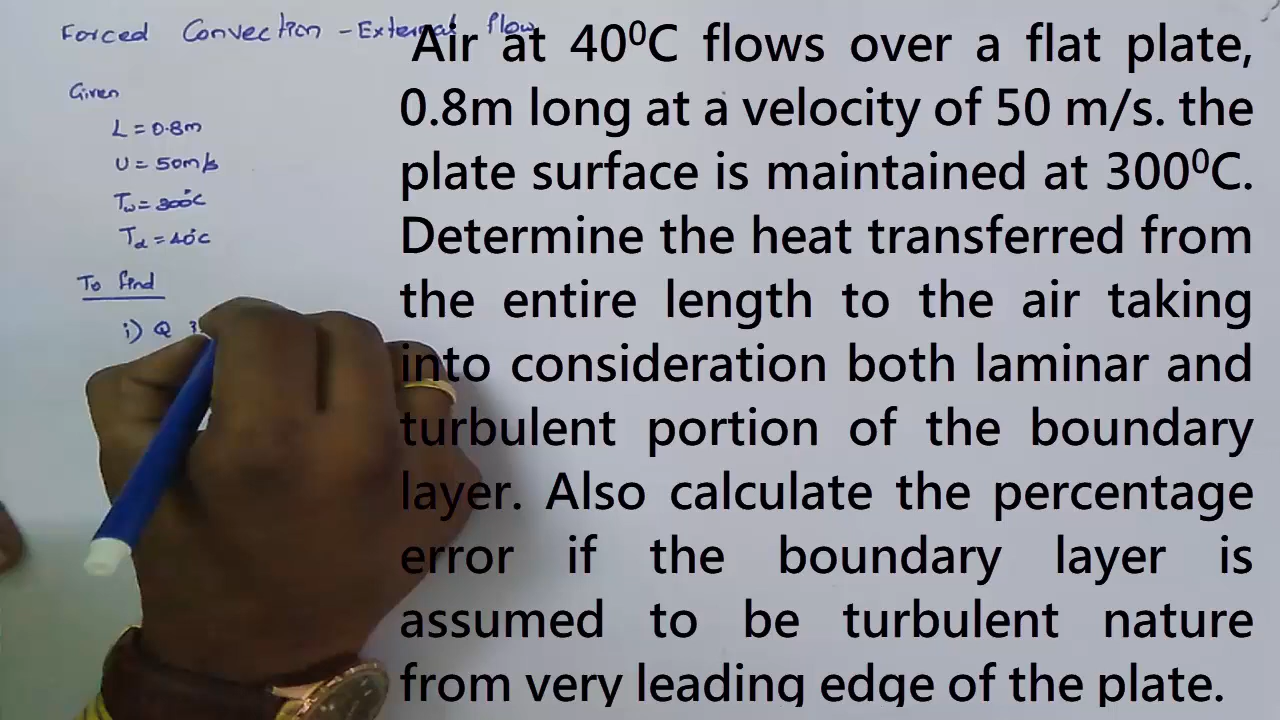 Forced Convection - External Flow
Given
L = 0.8m
U = 50m/s
Tw = 300°C
Tα = 40°C
To find
i) Q
Air at 40⁰C flows over a flat plate,
0.8m long at a velocity of 50 m/s. the
plate surface is maintained at 300⁰C.
Determine the heat transferred from
the entire length to the air taking
into consideration both laminar and
turbulent portion of the boundary
layer. Also calculate the percentage
error if the boundary layer is
assumed to be turbulent nature
from very leading edge of the plate.